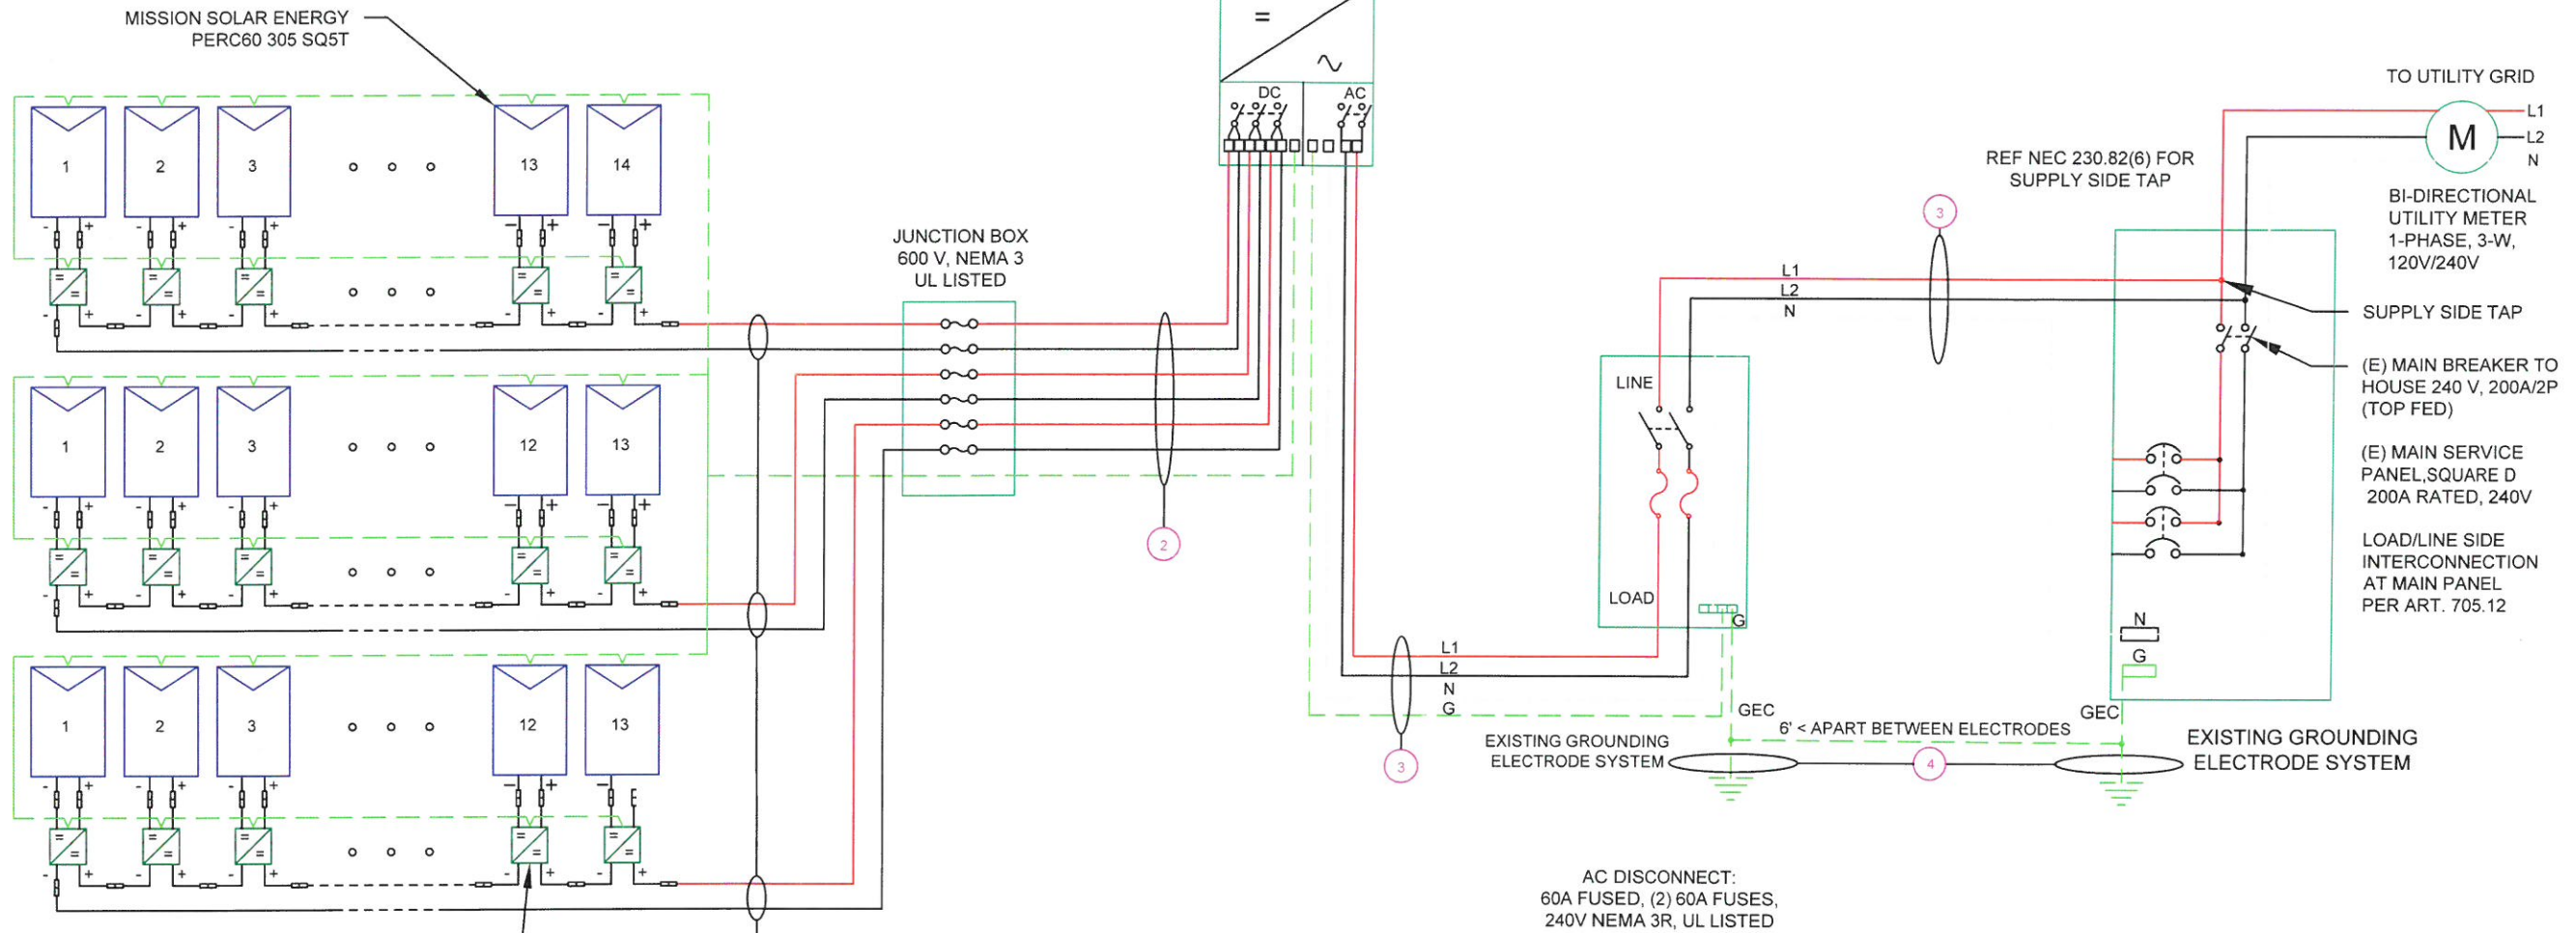 MISSION SOLAR ENERGY
PERC60 305 SQ5T
=
~
DC
AC
1
2
3
13
14
- + - + - + - + - +
= = = = = = = = = =
- + - + - + - + - +
JUNCTION BOX
600 V, NEMA 3
UL LISTED
1
2
3
12
13
- + - + - + - + - +
= = = = = = = = = =
- + - + - + - + - +
1
2
3
12
13
- + - + - + - + -
= = = = = = = = = =
- + - + - + - + - +
2
L1
L2
N
G
3
LINE
LOAD
G
GEC
L1
L2
N
3
REF NEC 230.82(6) FOR
SUPPLY SIDE TAP
TO UTILITY GRID
M
L1
L2
N
BI-DIRECTIONAL
UTILITY METER
1-PHASE, 3-W,
120V/240V
SUPPLY SIDE TAP
(E) MAIN BREAKER TO
HOUSE 240 V, 200A/2P
(TOP FED)
(E) MAIN SERVICE
PANEL,SQUARE D
200A RATED, 240V
LOAD/LINE SIDE
INTERCONNECTION
AT MAIN PANEL
PER ART. 705.12
N
G
GEC
6' < APART BETWEEN ELECTRODES
EXISTING GROUNDING
ELECTRODE SYSTEM
4
EXISTING GROUNDING
ELECTRODE SYSTEM
AC DISCONNECT:
60A FUSED, (2) 60A FUSES,
240V NEMA 3R, UL LISTED